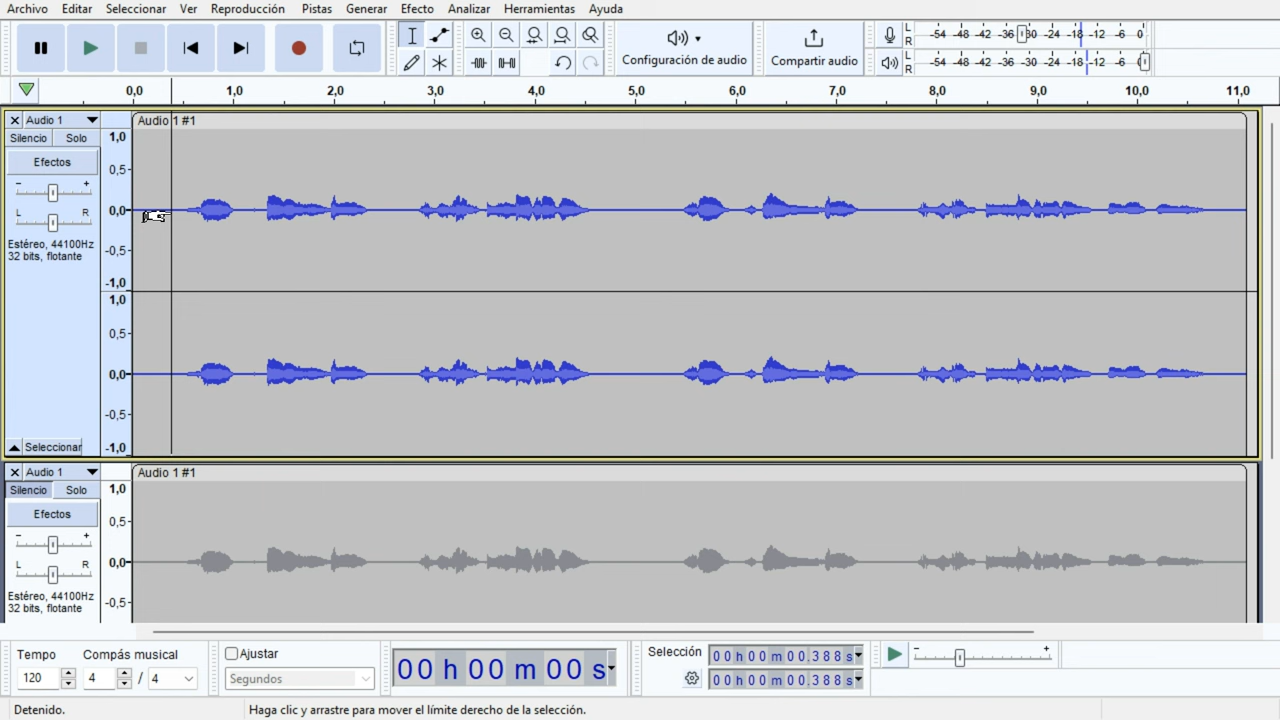 Archivo Editar Seleccionar Ver Reproducción Pistas Generar Efecto Analizar Herramientas Ayuda
Configuración de audio
Compartir audio
L -54 -48 -42 -36 -30 -24 -18 -12 -6 0
R
L -54 -48 -42 -36 -30 -24 -18 -12 -6 0
R
0,0 1,0 2,0 3,0 4,0 5,0 6,0 7,0 8,0 9,0 10,0 11,0
Audio 1
Audio 1 #1
Silencio Solo
Efectos
- +
L R
Estéreo, 44100Hz
32 bits, flotante
Seleccionar
1,0
0,5
0,0
-0,5
-1,0
1,0
0,5
0,0
-0,5
-1,0
Audio 1
Audio 1 #1
Silencio Solo
Efectos
- +
L R
Estéreo, 44100Hz
32 bits, flotante
1,0
0,5
0,0
-0,5
Tempo
120
Compás musical
4 / 4
Ajustar
Segundos
00 h 00 m 00 s
Selección
00 h 00 m 00.388 s
00 h 00 m 00.388 s
- +
Detenido.
Haga clic y arrastre para mover el límite derecho de la selección.